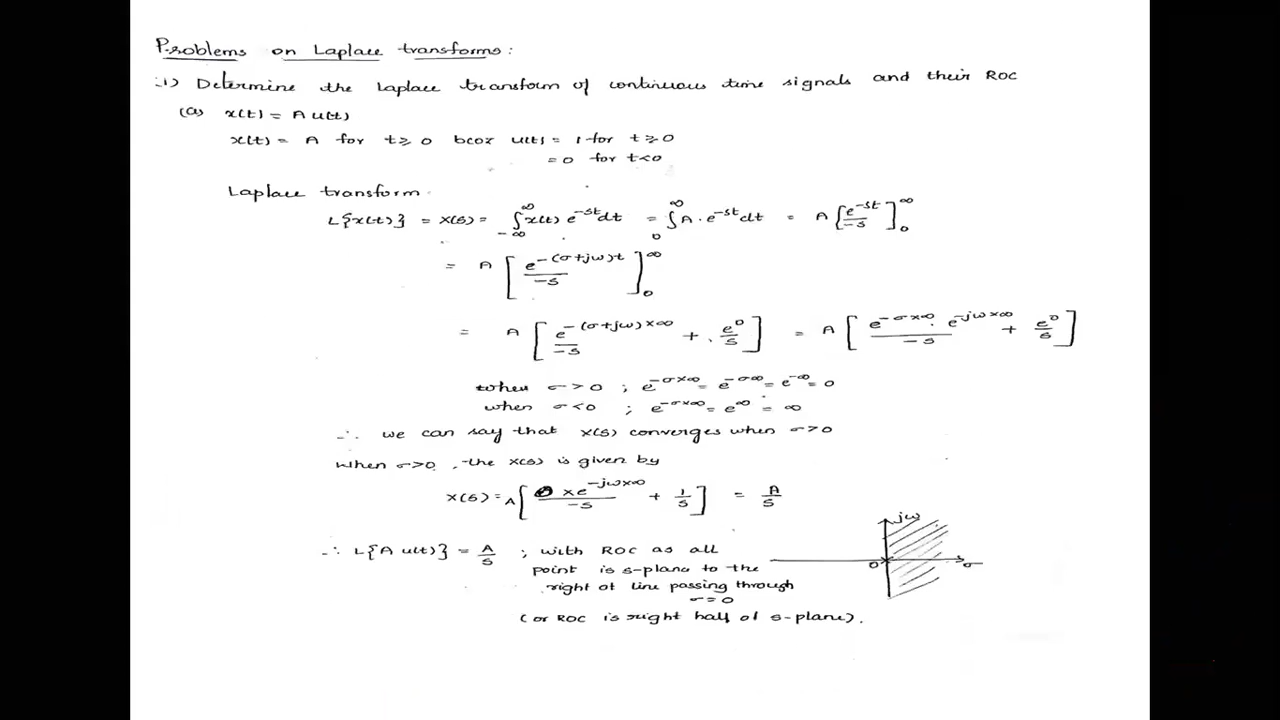 Problems on Laplace transforms:
1) Determine the Laplace transform of continuous time signals and their ROC
(a) x(t) = A u(t)
x(t) = A for t ≥ 0 bcoz u(t) = 1 for t ≥ 0
= 0 for t < 0
Laplace transform
L{x(t)} = X(s) = ∫_{-∞}^{∞} x(t) e^{-st} dt = ∫_{0}^{∞} A · e^{-st} dt = A [e^{-st}/-s]_{0}^{∞}
= A [e^{-(σ+jω)t}/-s]_{0}^{∞}
= A [e^{-(σ+jω)×∞}/-s + e^{0}/s] = A [e^{-σ×∞} · e^{-jω×∞}/-s + e^{0}/s]
when σ > 0 ; e^{-σ×∞} = e^{-σ∞} = e^{-∞} = 0
when σ < 0 ; e^{-σ×∞} = e^{∞} = ∞
∴ we can say that X(s) converges when σ > 0
When σ > 0, the X(s) is given by
X(s) = A [0 × e^{-jω×∞}/-s + 1/s] = A/s
jω
∴ L{A u(t)} = A/s ; with ROC as all
point is s-plane to the
0 σ
right of line passing through
σ = 0
(or ROC is right half of s-plane).